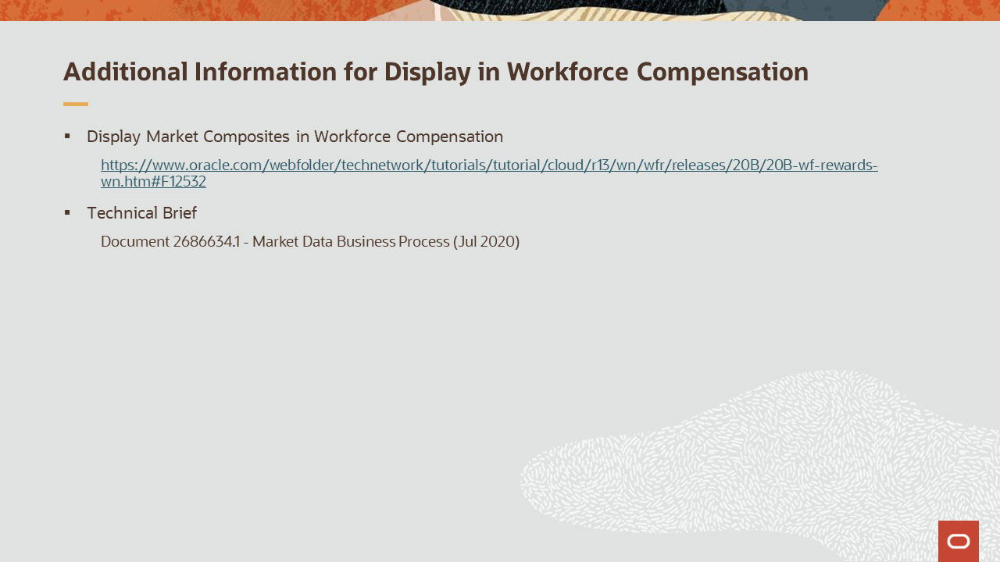 Additional Information for Display in Workforce Compensation
▪ Display Market Composites in Workforce Compensation
https://www.oracle.com/webfolder/technetwork/tutorials/tutorial/cloud/r13/wn/wfr/releases/20B/20B-wf-rewards-
wn.htm#F12532
▪ Technical Brief
Document 2686634.1 - Market Data Business Process (Jul 2020)